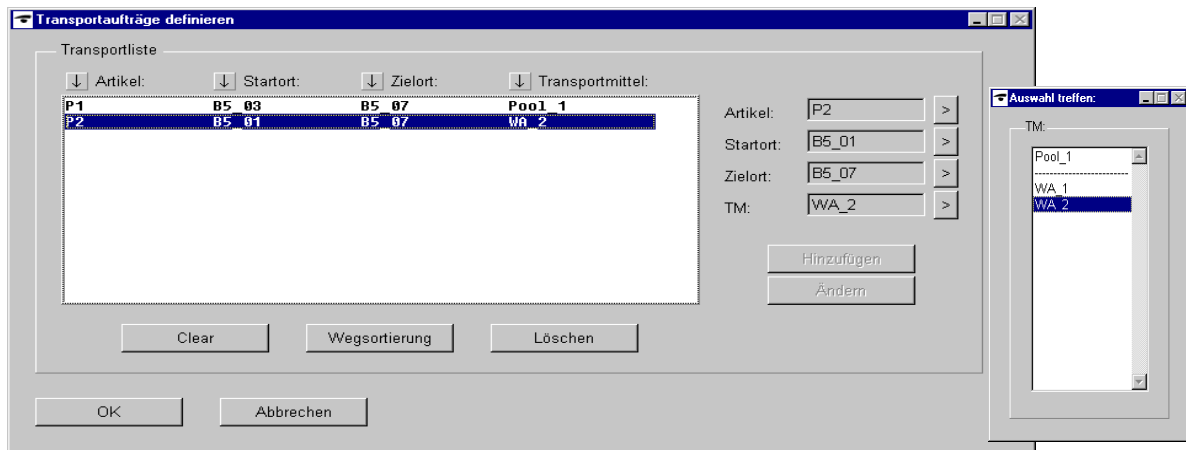 Transportaufträge definieren
Transportliste
↓ Artikel: ↓ Startort: ↓ Zielort: ↓ Transportmittel:
P1 B5_03 B5_07 Pool_1
P2 B5_01 B5_07 WA_2
Artikel: P2 >
Startort: B5_01 >
Zielort: B5_07 >
TM: WA_2 >
Hinzufügen
Ändern
Clear Wegsortierung Löschen
OK Abbrechen
Auswahl treffen:
TM:
Pool_1
------------------------
WA_1
WA_2